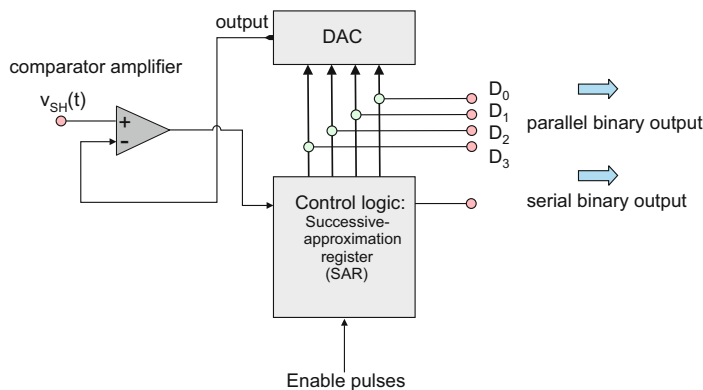 output
DAC
comparator amplifier
vSH(t)
+
-
D0
D1
D2
D3
parallel binary output
serial binary output
Control logic:
Successive-
approximation
register
(SAR)
Enable pulses